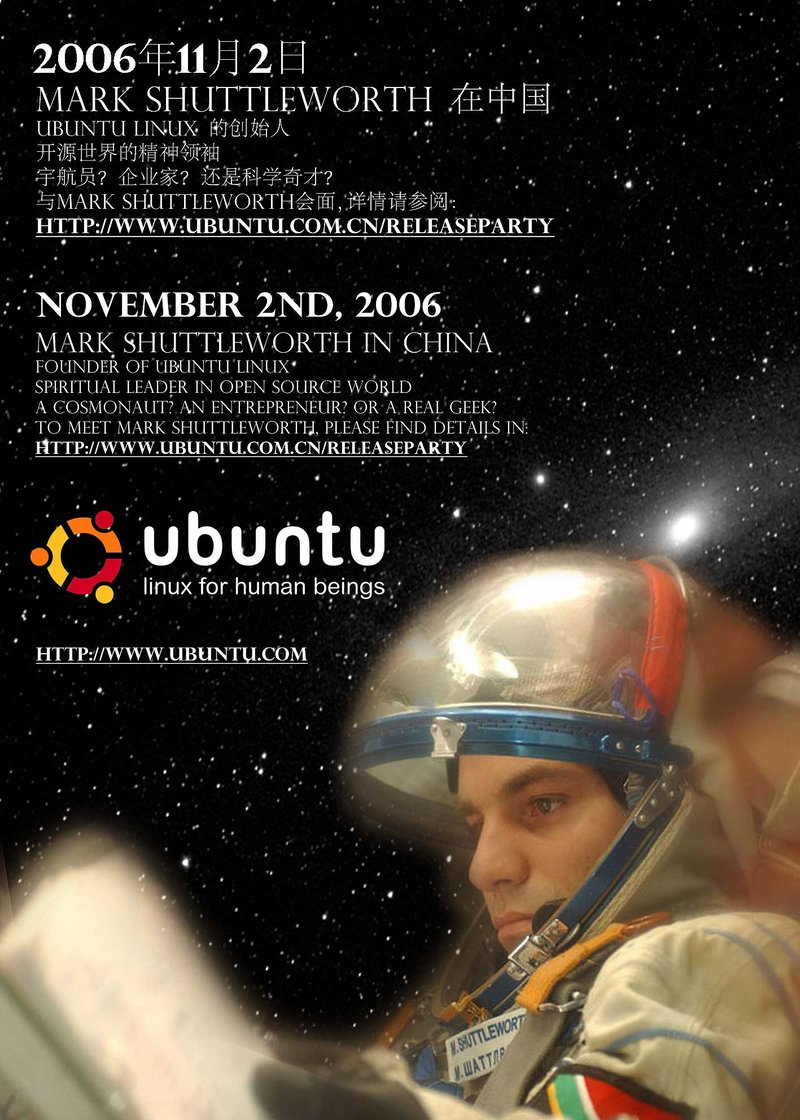 2006年11月2日
MARK SHUTTLEWORTH 在中国
UBUNTU LINUX 的创始人
开源世界的精神领袖
宇航员？企业家？还是科学奇才？
与MARK SHUTTLEWORTH会面,详情请参阅:
HTTP://WWW.UBUNTU.COM.CN/RELEASEPARTY
NOVEMBER 2ND, 2006
MARK SHUTTLEWORTH IN CHINA
FOUNDER OF UBUNTU LINUX
SPIRITUAL LEADER IN OPEN SOURCE WORLD
A COSMONAUT? AN ENTREPRENEUR? OR A REAL GEEK?
TO MEET MARK SHUTTLEWORTH, PLEASE FIND DETAILS IN:
HTTP://WWW.UBUNTU.COM.CN/RELEASEPARTY
ubuntu
linux for human beings
HTTP://WWW.UBUNTU.COM
M.SHUTTLEWORT
М.ШАТТЛВ